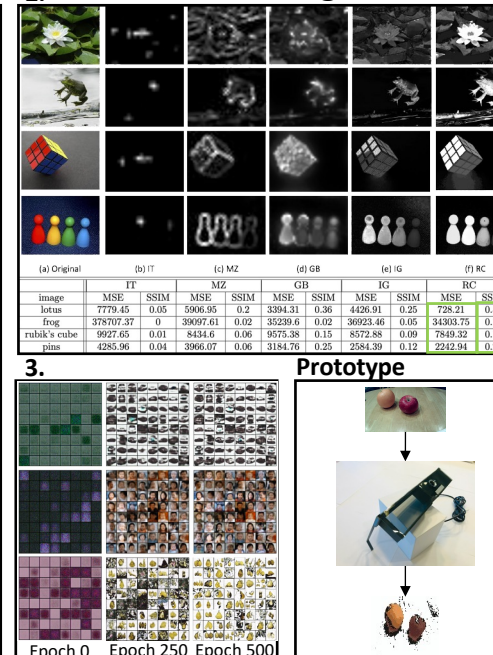 (a) Original (b) IT (c) MZ (d) GB (e) IG (f) RC
IT MZ GB IG RC
image MSE SSIM MSE SSIM MSE SSIM MSE SSIM MSE
lotus 7779.45 0.05 5906.95 0.2 3394.31 0.36 4426.91 0.25 728.21
frog 378707.37 0 39097.61 0.02 35239.6 0.02 36923.46 0.05 34303.75
rubik's cube 9927.65 0.01 8434.6 0.06 9575.38 0.15 8572.88 0.09 7849.32
pins 4285.96 0.04 3966.07 0.06 3184.76 0.25 2584.39 0.12 2242.94
3.
Epoch 0 Epoch 250 Epoch 500
Prototype